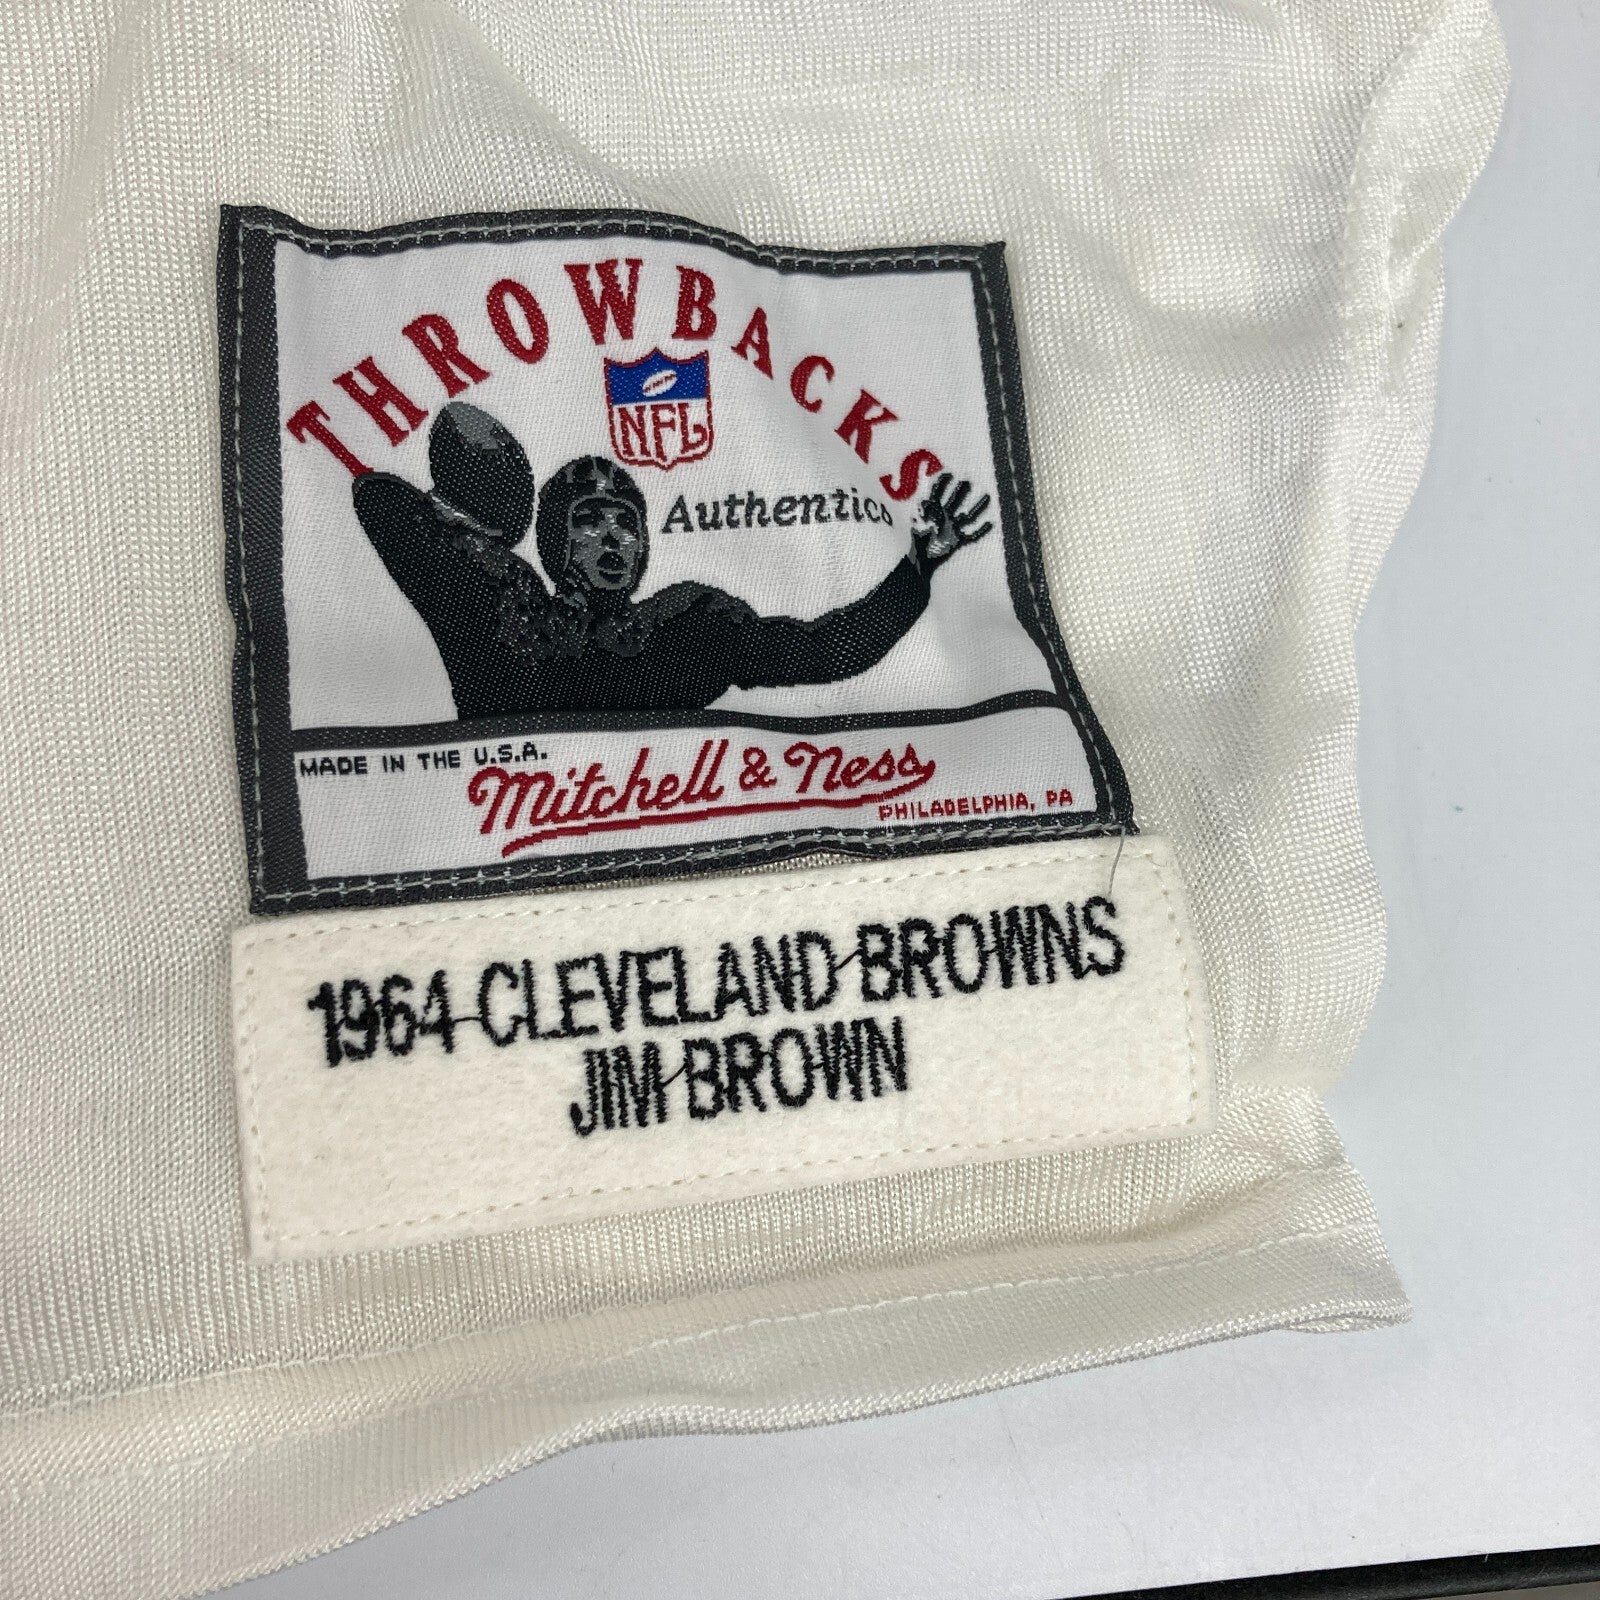 THROWBACKS
NFL
Authentics
MADE IN THE U.S.A.
Mitchell & Ness
PHILADELPHIA, PA
1964 CLEVELAND BROWNS
JIM BROWN